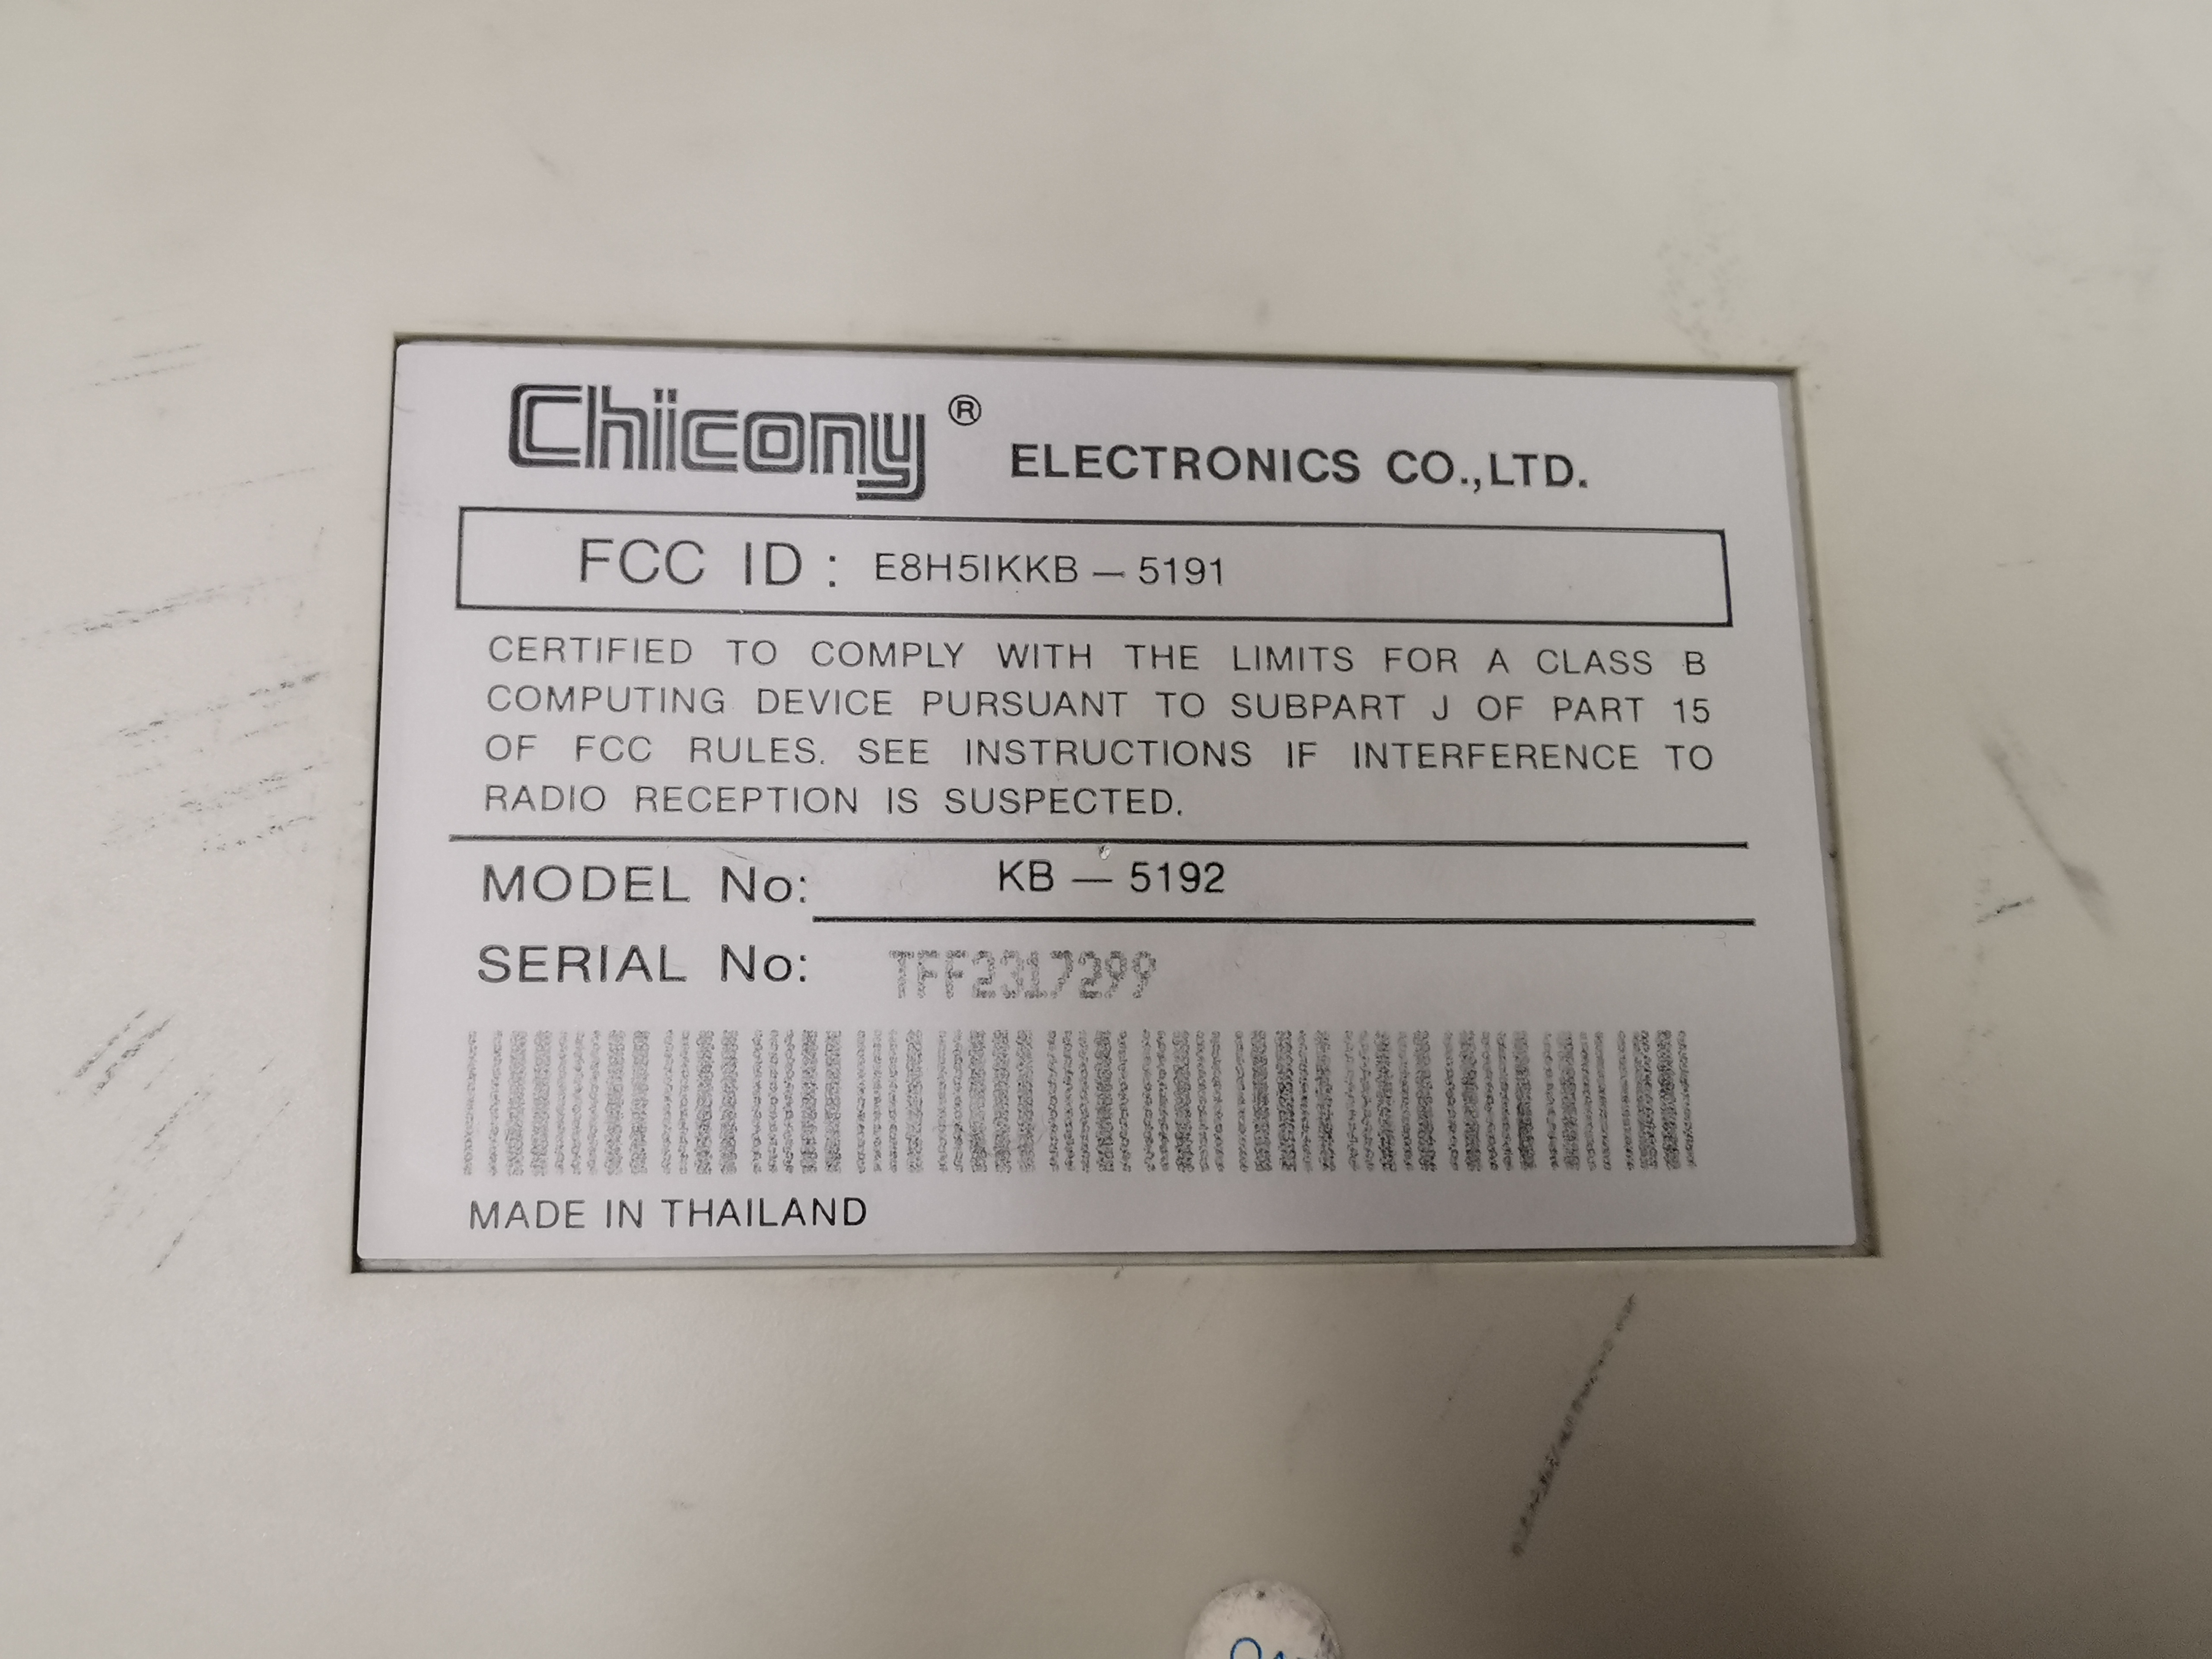 Chicony® ELECTRONICS CO.,LTD.
FCC ID : E8H5IKKB — 5191
CERTIFIED TO COMPLY WITH THE LIMITS FOR A CLASS B
COMPUTING DEVICE PURSUANT TO SUBPART J OF PART 15
OF FCC RULES. SEE INSTRUCTIONS IF INTERFERENCE TO
RADIO RECEPTION IS SUSPECTED.
MODEL No: KB — 5192
SERIAL No: TFF2317299
MADE IN THAILAND